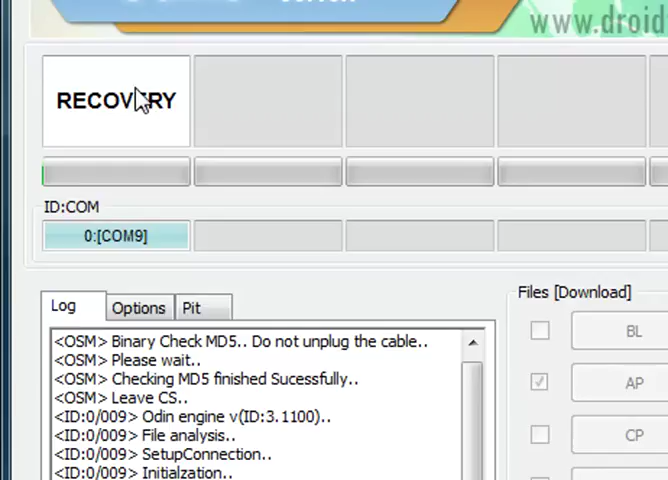 www.droid
RECOVERY
ID:COM
0:[COM9]
Log
Options
Pit
Files [Download]
<OSM> Binary Check MD5.. Do not unplug the cable..
<OSM> Please wait..
<OSM> Checking MD5 finished Sucessfully..
<OSM> Leave CS..
<ID:0/009> Odin engine v(ID:3.1100)..
<ID:0/009> File analysis..
<ID:0/009> SetupConnection..
<ID:0/009> Initialzation..
BL
AP
CP